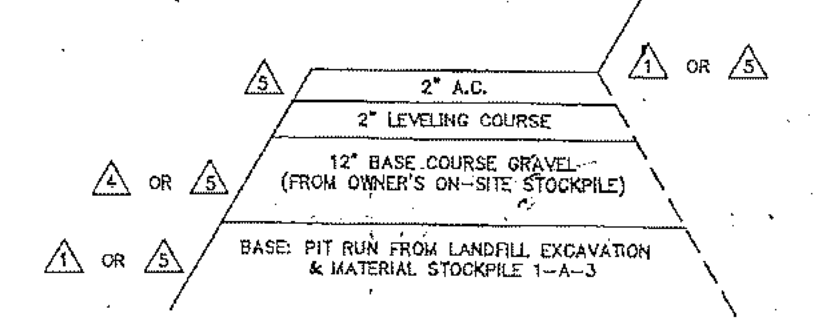 1 OR 5
5
2" A.C.
2" LEVELING COURSE
12" BASE COURSE GRAVEL
(FROM OWNER'S ON-SITE STOCKPILE)
4 OR 5
BASE: PIT RUN FROM LANDFILL EXCAVATION
& MATERIAL STOCKPILE 1-A-3
1 OR 5